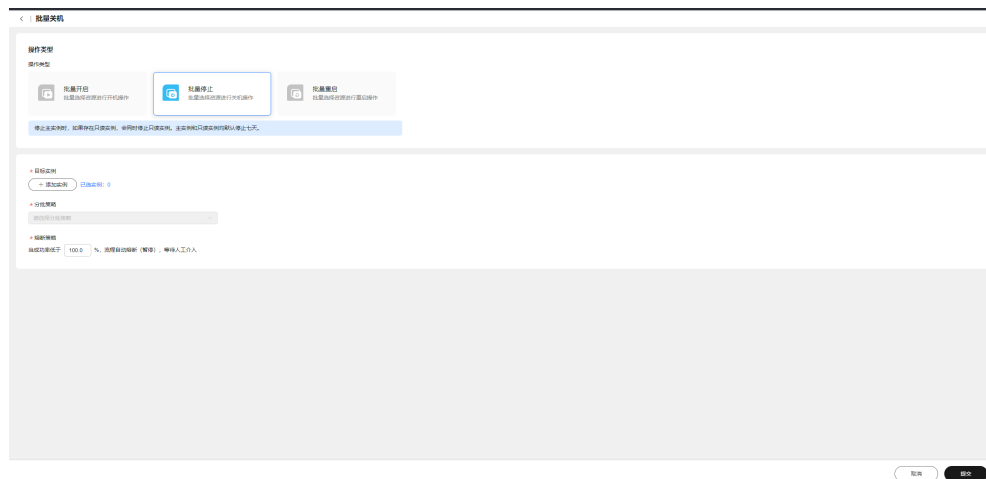 批量关机
操作类型
操作类型
批量开启
批量选择资源进行开机操作
批量停止
批量选择资源进行关机操作
批量重启
批量选择资源进行重启操作
停止主实例时，如果存在只读实例，会同时停止只读实例。主实例和只读实例均默认停止七天。
* 目标实例
+ 添加实例 已选实例: 0
* 分批策略
请选择分批策略
* 熔断策略
当成功率低于 100.0 %，流程自动熔断（暂停），等待人工介入
取消
提交